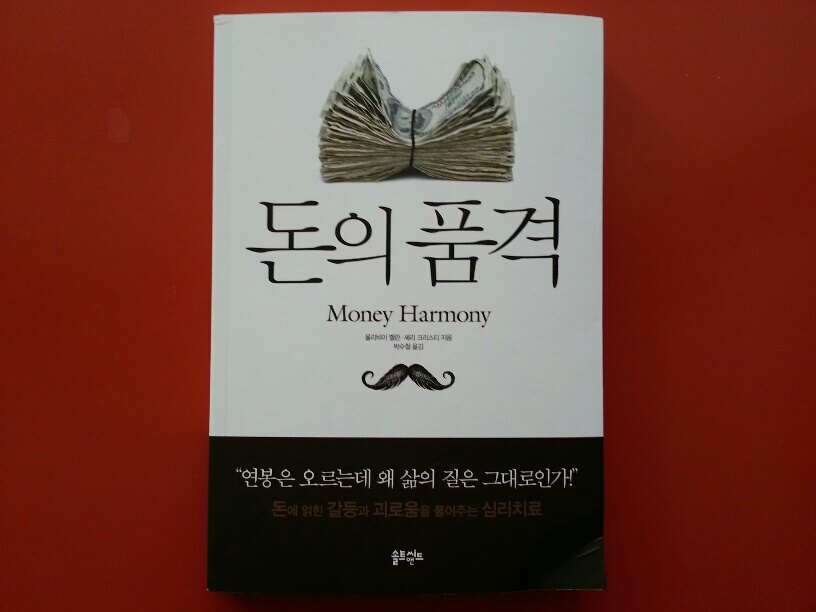 돈의 품격
Money Harmony
올리비아 멜란·셰리 크리스티 지음
박수철 옮김
“연봉은 오르는데 왜 삶의 질은 그대로인가!”
돈에 얽힌 갈등과 괴로움을 풀어주는 심리치료
솔트앤씨드